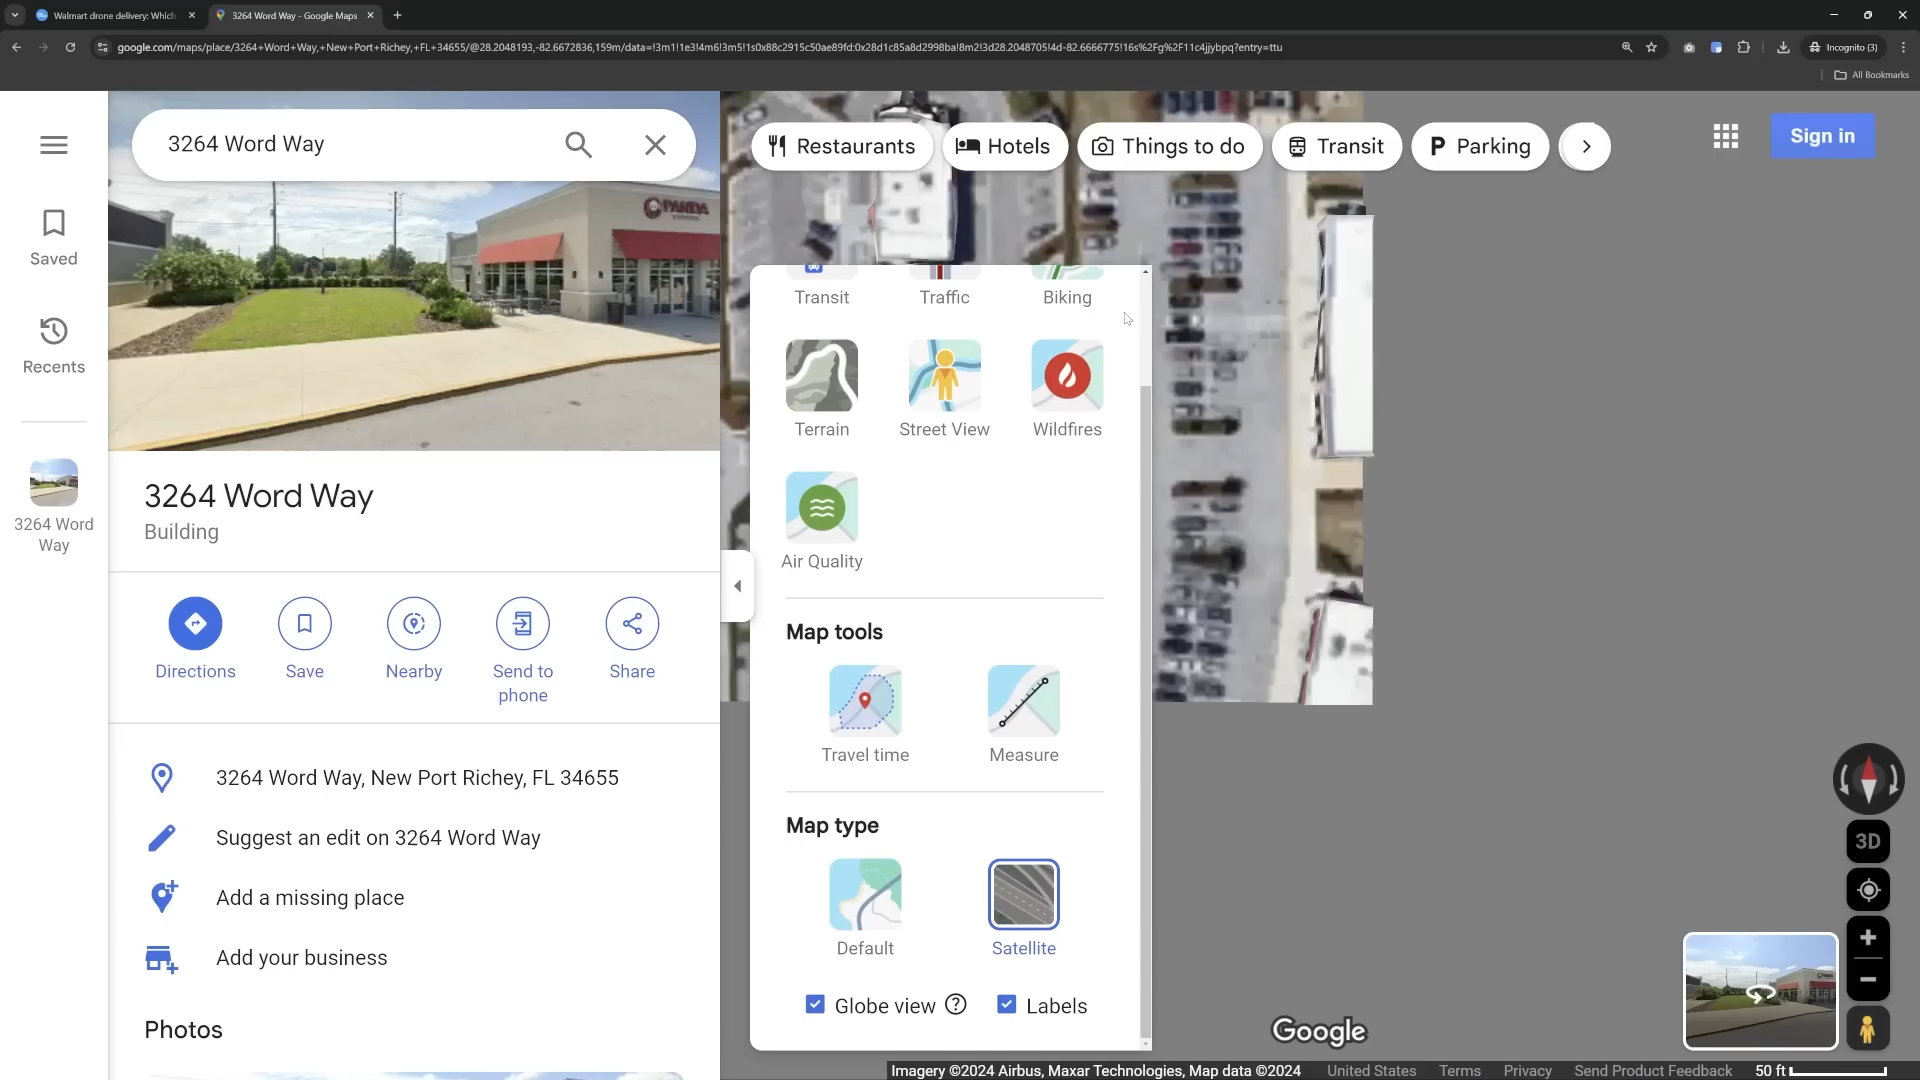 Walmart drone delivery: Which
3264 Word Way - Google Maps
google.com/maps/place/3264+Word+Way,+New+Port+Richey,+FL+34655/@28.2048193,-82.6672836,159m/data=!3m1!1e3!4m6!3m5!1s0x88c2915c50ae89fd:0x28d1c85a8d2998ba!8m2!3d28.2048705!4d-82.6666775!16s%2Fg%2F11c4jjybpq?entry=ttu
Incognito (3)
All Bookmarks
3264 Word Way
Restaurants
Hotels
Things to do
Transit
Parking
Sign in
PANDA
Saved
Recents
3264 Word
Way
3264 Word Way
Building
Directions
Save
Nearby
Send to
phone
Share
3264 Word Way, New Port Richey, FL 34655
Suggest an edit on 3264 Word Way
Add a missing place
Add your business
Photos
Transit
Traffic
Biking
Terrain
Street View
Wildfires
Air Quality
Map tools
Travel time
Measure
Map type
Default
Satellite
Globe view
Labels
3D
Google
Imagery ©2024 Airbus, Maxar Technologies, Map data ©2024 United States Terms Privacy Send Product Feedback 50 ft